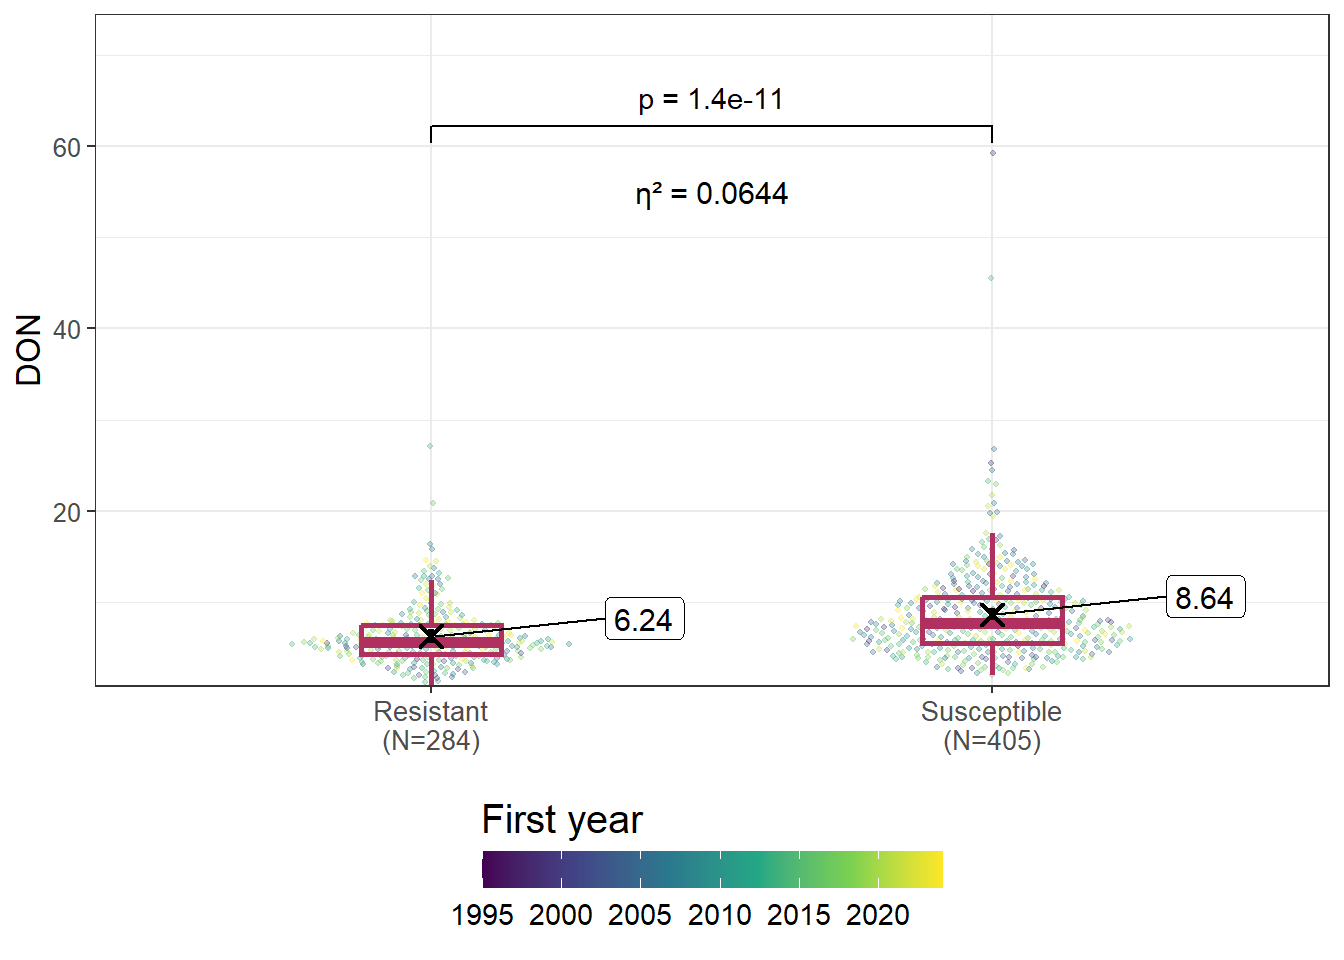 p = 1.4e-11
η² = 0.0644
DON
60
40
20
6.24
8.64
Resistant
(N=284)
Susceptible
(N=405)
First year
1995 2000 2005 2010 2015 2020